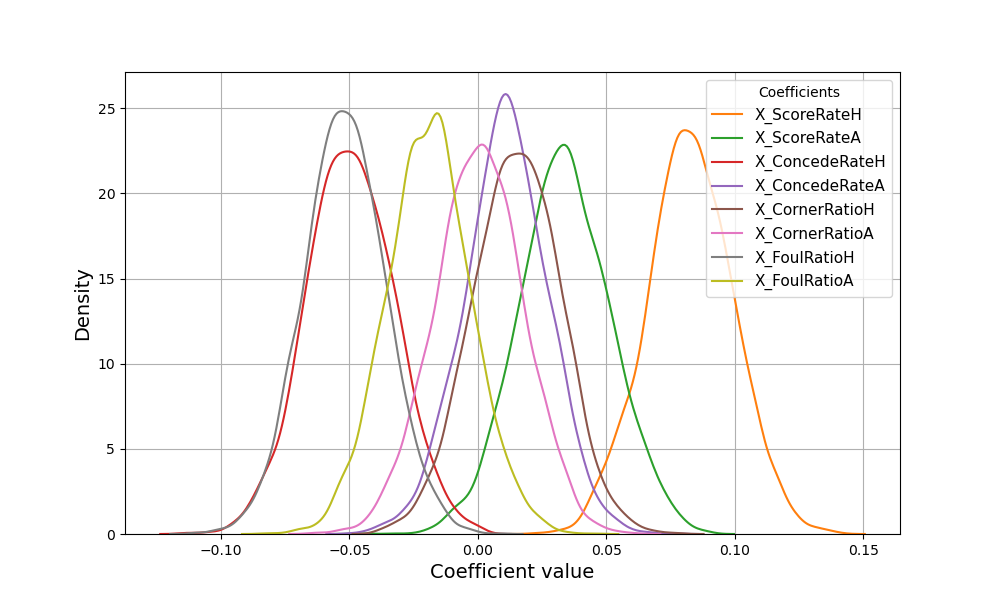 Coefficients
X_ScoreRateH
X_ScoreRateA
X_ConcedeRateH
X_ConcedeRateA
X_CornerRatioH
X_CornerRatioA
X_FoulRatioH
X_FoulRatioA
25
20
15
10
5
0
Density
−0.10 −0.05 0.00 0.05 0.10 0.15
Coefficient value